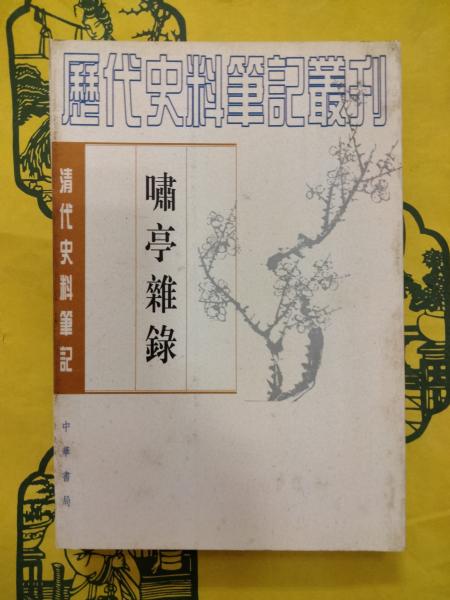 歷代史料筆記叢刊
清代史料筆記
嘯亭雜錄
中華書局